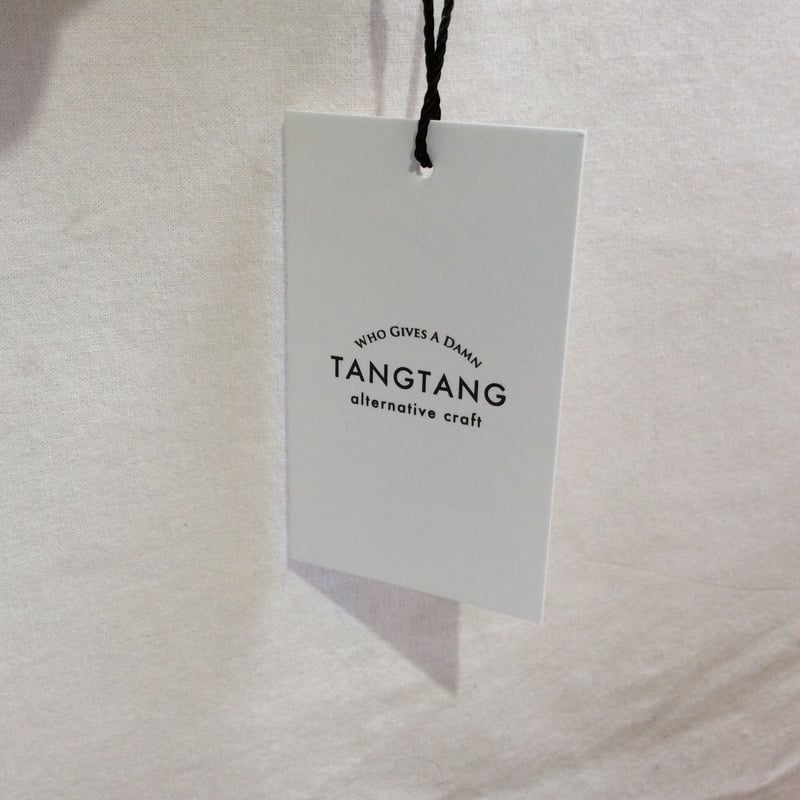 WHO GIVES A DAMN
TANGTANG
alternative craft